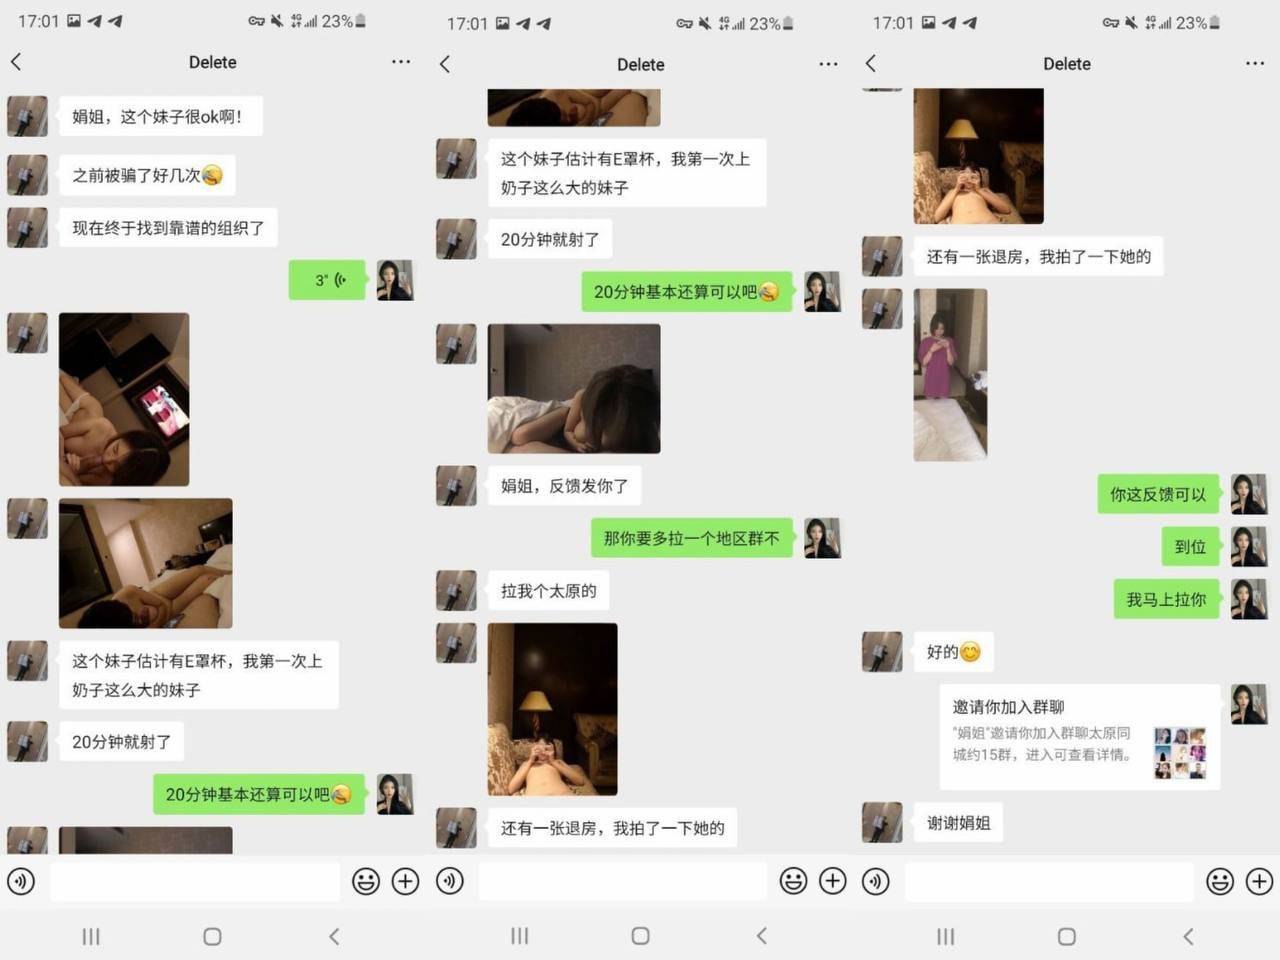 17:01
4G
23%
Delete
娟姐，这个妹子很ok啊！
之前被骗了好几次
现在终于找到靠谱的组织了
3"
这个妹子估计有E罩杯，我第一次上
奶子这么大的妹子
20分钟就射了
20分钟基本还算可以吧
17:01
4G
23%
Delete
这个妹子估计有E罩杯，我第一次上
奶子这么大的妹子
20分钟就射了
20分钟基本还算可以吧
娟姐，反馈发你了
那你要多拉一个地区群不
拉我个太原的
还有一张退房，我拍了一下她的
17:01
4G
23%
Delete
还有一张退房，我拍了一下她的
你这反馈可以
到位
我马上拉你
好的
邀请你加入群聊
"娟姐"邀请你加入群聊太原同
城约15群，进入可查看详情。
谢谢娟姐